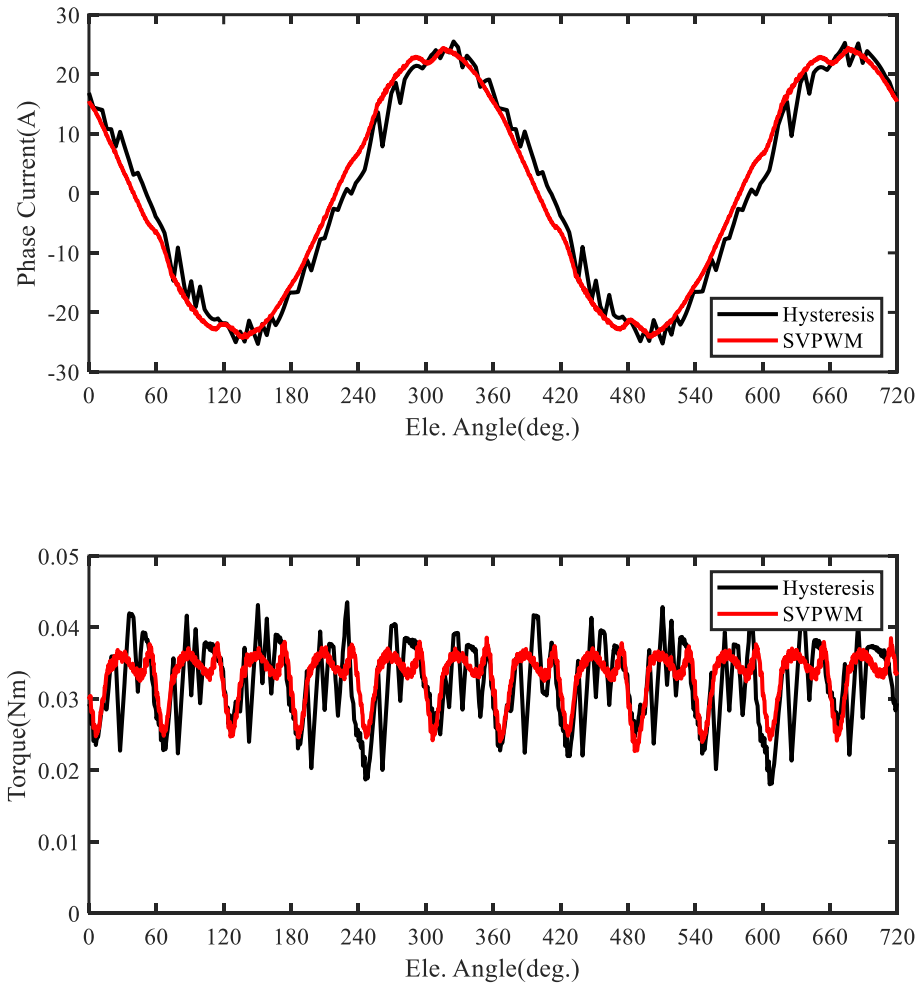 30
20
10
0
-10
-20
-30
Phase Current(A)
Hysteresis
SVPWM
0 60 120 180 240 300 360 420 480 540 600 660 720
Ele. Angle(deg.)
0.05
0.04
0.03
0.02
0.01
0
Torque(Nm)
Hysteresis
SVPWM
0 60 120 180 240 300 360 420 480 540 600 660 720
Ele. Angle(deg.)